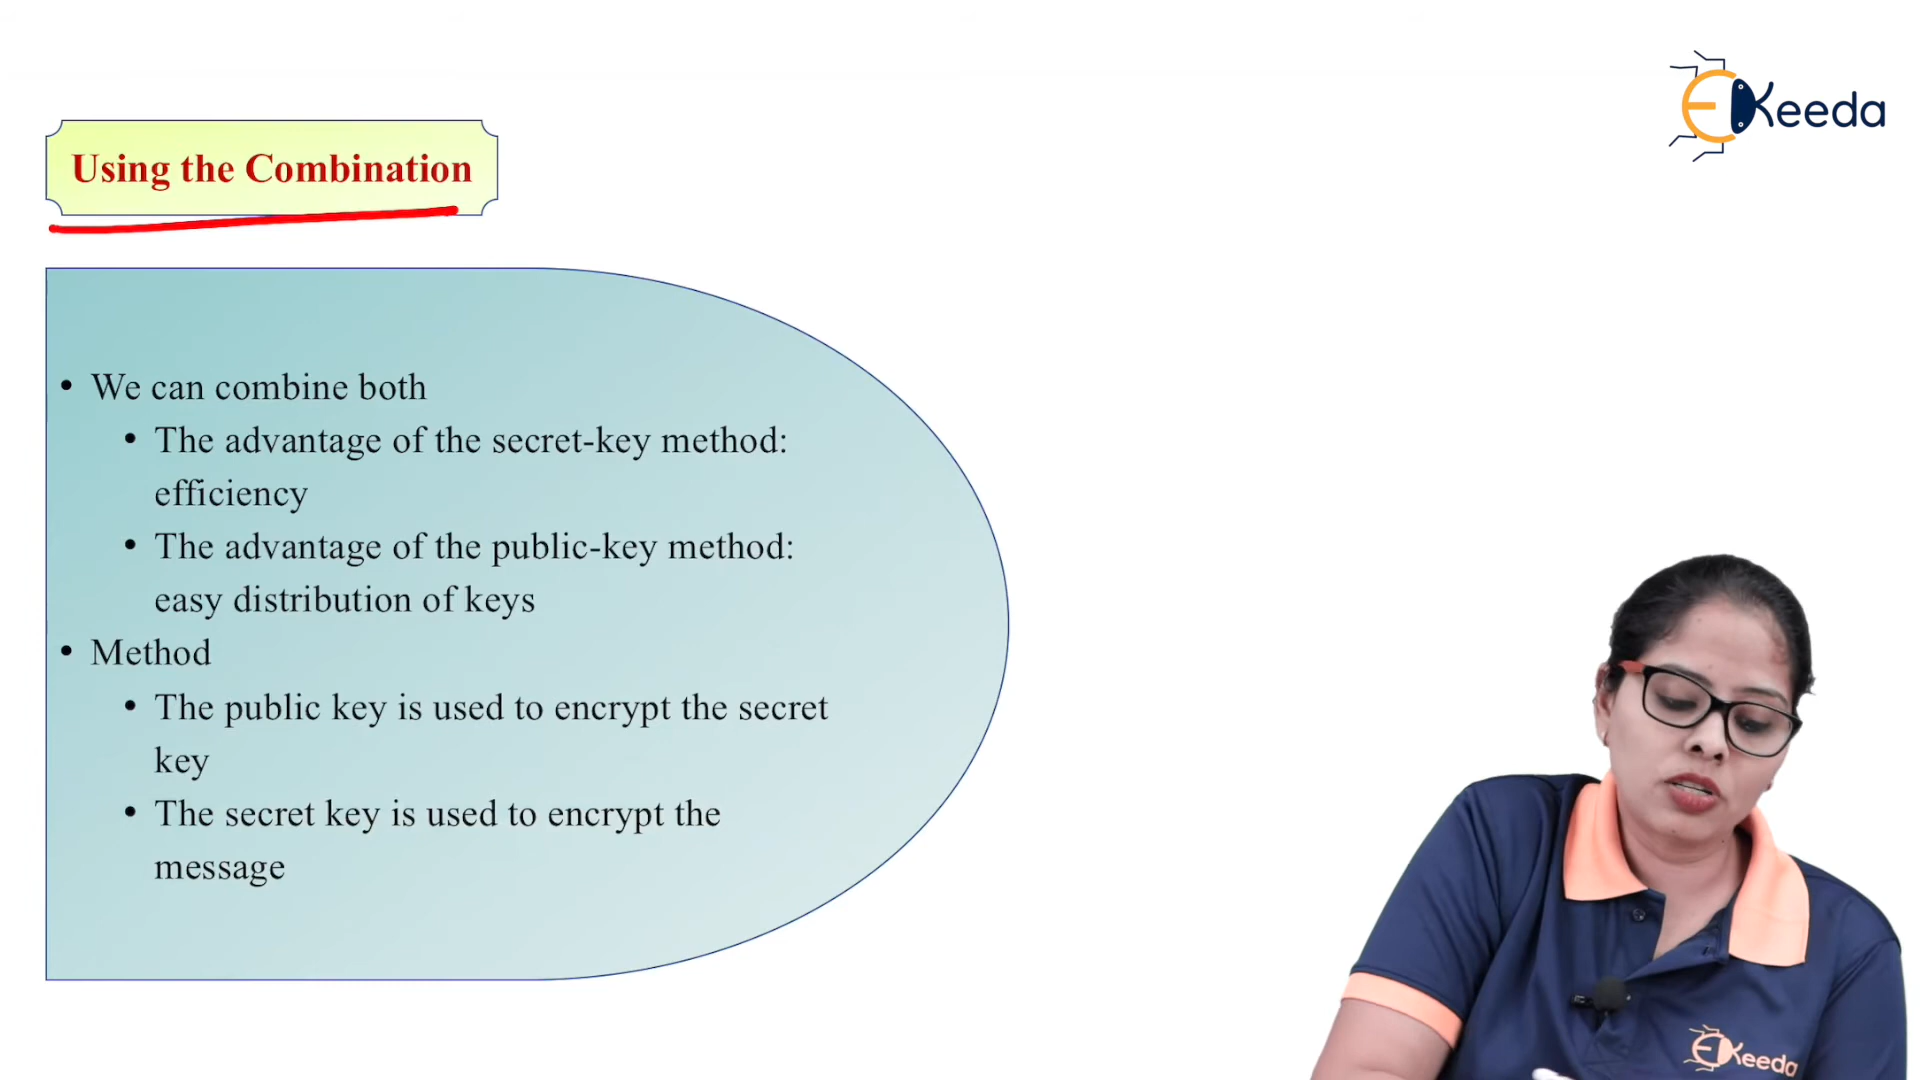 EKeeda
Using the Combination
• We can combine both
• The advantage of the secret-key method:
efficiency
• The advantage of the public-key method:
easy distribution of keys
• Method
• The public key is used to encrypt the secret
key
• The secret key is used to encrypt the
message
EKeeda